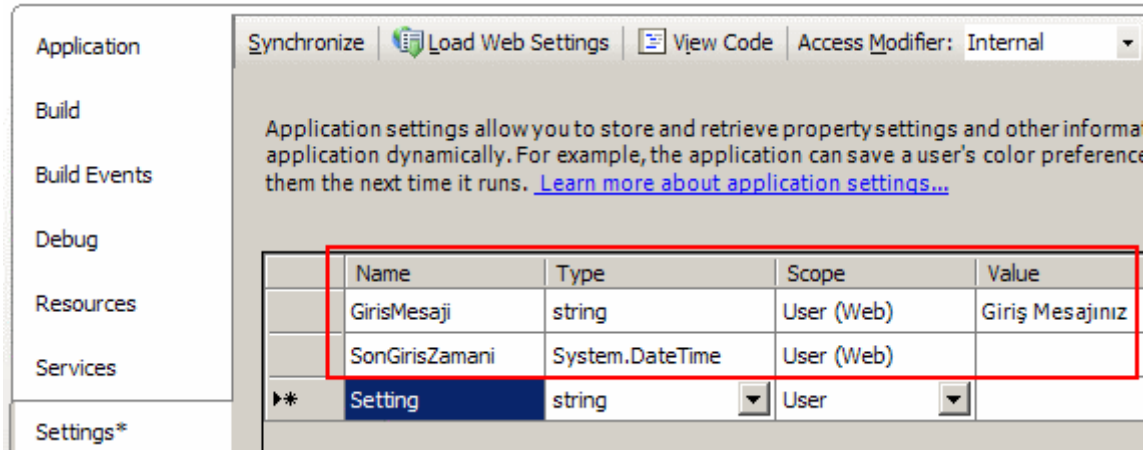 Application
Build
Build Events
Debug
Resources
Services
Settings*
Synchronize Load Web Settings View Code Access Modifier: Internal
Application settings allow you to store and retrieve property settings and other informa
application dynamically. For example, the application can save a user's color preference
them the next time it runs. Learn more about application settings...
Name Type Scope Value
GirisMesaji string User (Web) Giriş Mesajınız
SonGirisZamani System.DateTime User (Web)
Setting string User